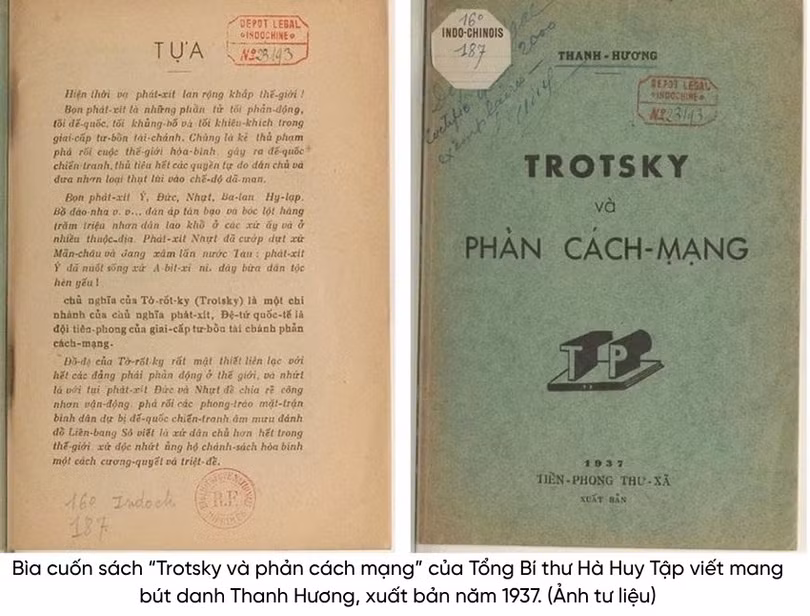 TỰA
DEPOT LEGAL
INDOCHINE
Nº 23193
Hiện thời vạ phát-xít lan rộng khắp thế-giới !
Bọn phát-xít là những phần tử tối phản-động,
tối đế-quốc, tối khủng-bố và tối khiêu-khích trong
giai-cấp tư-bổn tài-chánh. Chúng là kẻ thủ phạm
phá rối cuộc thế-giới hòa-bình, gây ra đế-quốc
chiến-tranh, thủ tiêu hết các quyền tự do dân chủ và
đưa nhơn loại thụt lùi vào chế-độ dã-man.
Bọn phát-xít Ý, Đức, Nhựt, Ba-lan, Hy-lạp,
Bồ đào-nha v. v... đàn áp tàn bạo và bóc lột hàng
trăm triệu nhơn dân lao khổ ở các xứ ấy và ở
nhiều thuộc-địa. Phát-xít Nhựt đã cướp dựt xứ
Mãn-châu và đang xâm lấn nước Tàu ; phát-xít
Ý đã nuốt sống xứ A-bít-xi ni, đày bừa dân tộc
hèn yếu !
chủ nghĩa của Tờ-rốt-ky (Trotsky) là một chi
nhánh của chủ nghĩa phát-xít, Đệ-tứ quốc-tế là
đội tiên-phong của giai-cấp tư-bổn tài chánh phản
cách-mạng.
Đồ-đệ của Tờ-rốt-ky rất mật thiết liên lạc với
hết các đảng phái phản động ở thế giới, và nhứt
là với tụi phát-xít Đức và Nhựt để chia rẽ công
nhơn vận-động, phá rối các phong-trào mặt-trận
bình dân dự bị đế-quốc chiến-tranh, âm mưu đánh
đổ Liên-bang Sô viết là xứ dân chủ hơn hết trong
thế-giới, xứ độc nhứt ủng hộ chánh-sách hòa bình
một cách cương-quyết và triệt-để.
16º Indoch
187
R.F.
16º
INDO-CHINOIS
187
2000
THANH-HƯƠNG
DEPOT LEGAL
INDOCHINE
Nº 23193
TROTSKY
và
PHẢN CÁCH-MẠNG
TP
1937
TIỀN-PHONG THƯ-XÃ
XUẤT BẢN
Bìa cuốn sách “Trotsky và phản cách mạng” của Tổng Bí thư Hà Huy Tập viết mang
bút danh Thanh Hương, xuất bản năm 1937. (Ảnh tư liệu)